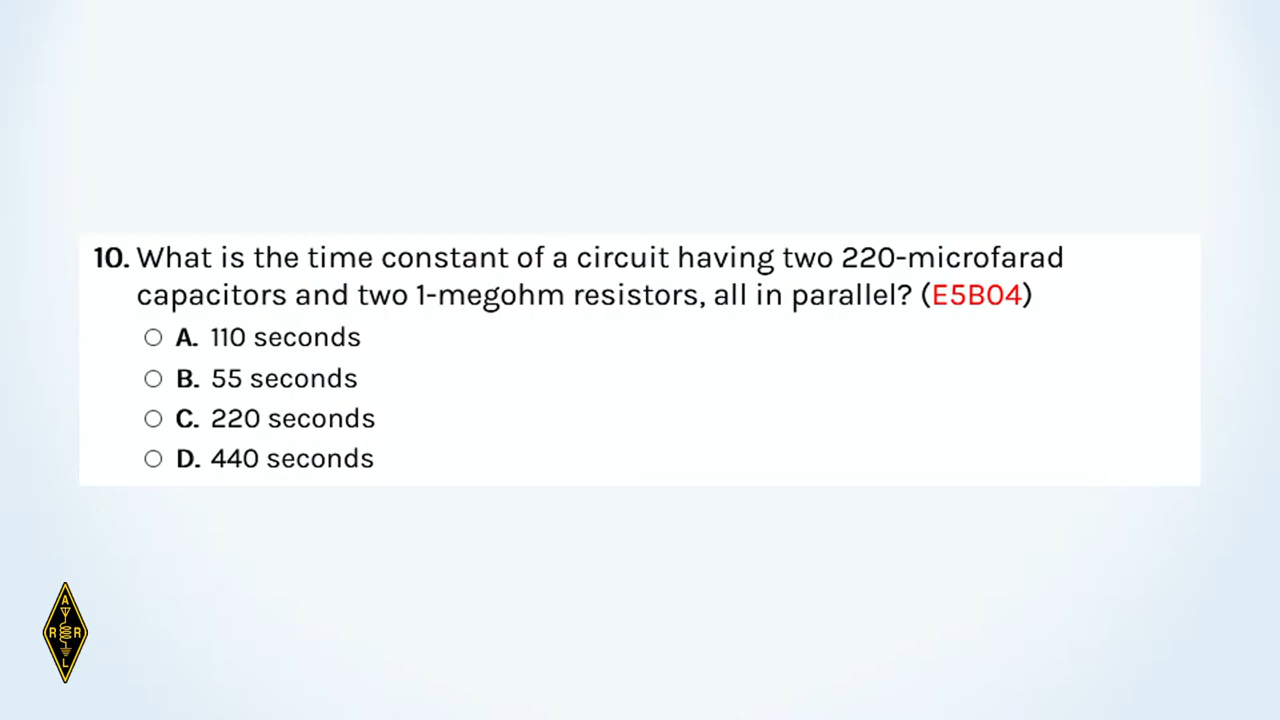 10. What is the time constant of a circuit having two 220-microfarad
capacitors and two 1-megohm resistors, all in parallel? (E5B04)
A. 110 seconds
B. 55 seconds
C. 220 seconds
D. 440 seconds
A
R R
L